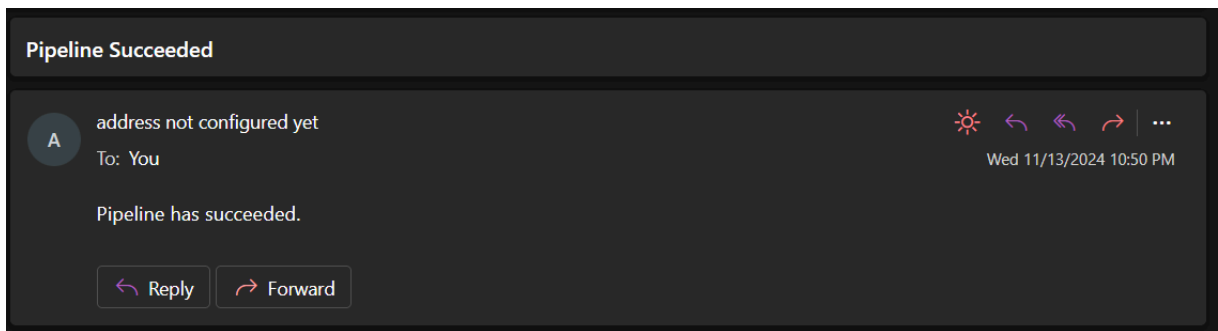 Pipeline Succeeded
A
address not configured yet
To: You
Wed 11/13/2024 10:50 PM
Pipeline has succeeded.
Reply
Forward